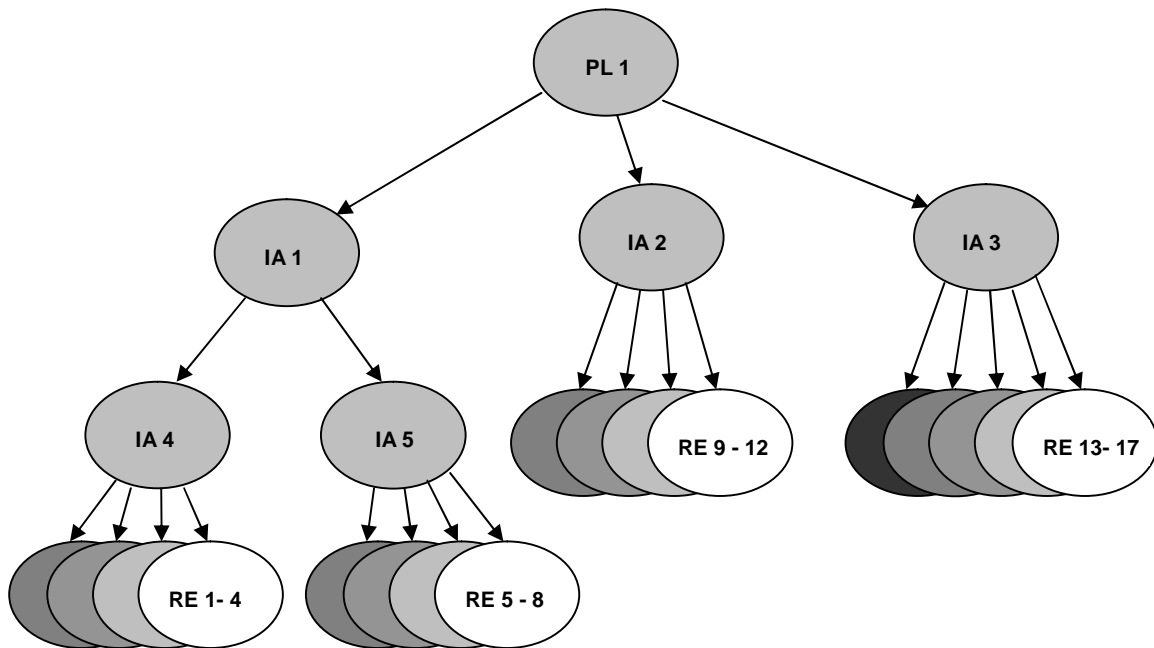 PL 1
IA 1
IA 2
IA 3
IA 4
IA 5
RE 9 - 12
RE 13- 17
RE 1- 4
RE 5 - 8